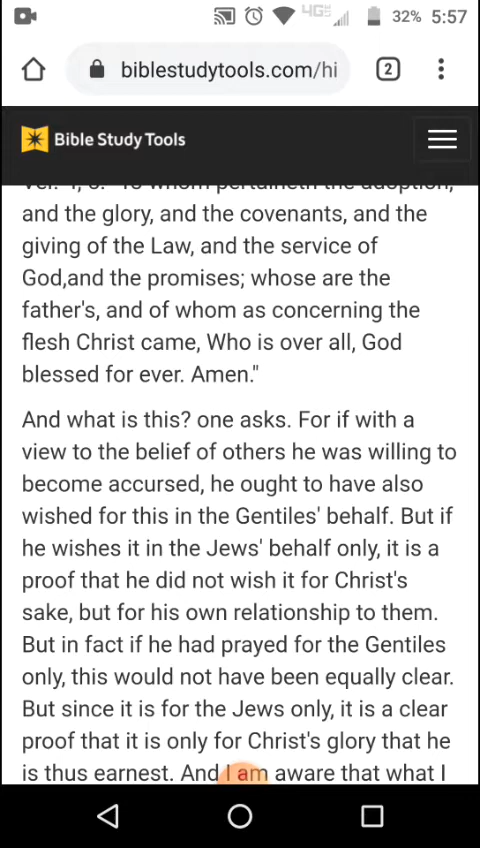 4G
32% 5:57
biblestudytools.com/hi
2
Bible Study Tools
pertaineth the adoption,
and the glory, and the covenants, and the
giving of the Law, and the service of
God,and the promises; whose are the
father's, and of whom as concerning the
flesh Christ came, Who is over all, God
blessed for ever. Amen."
And what is this? one asks. For if with a
view to the belief of others he was willing to
become accursed, he ought to have also
wished for this in the Gentiles' behalf. But if
he wishes it in the Jews' behalf only, it is a
proof that he did not wish it for Christ's
sake, but for his own relationship to them.
But in fact if he had prayed for the Gentiles
only, this would not have been equally clear.
But since it is for the Jews only, it is a clear
proof that it is only for Christ's glory that he
is thus earnest. And I am aware that what I